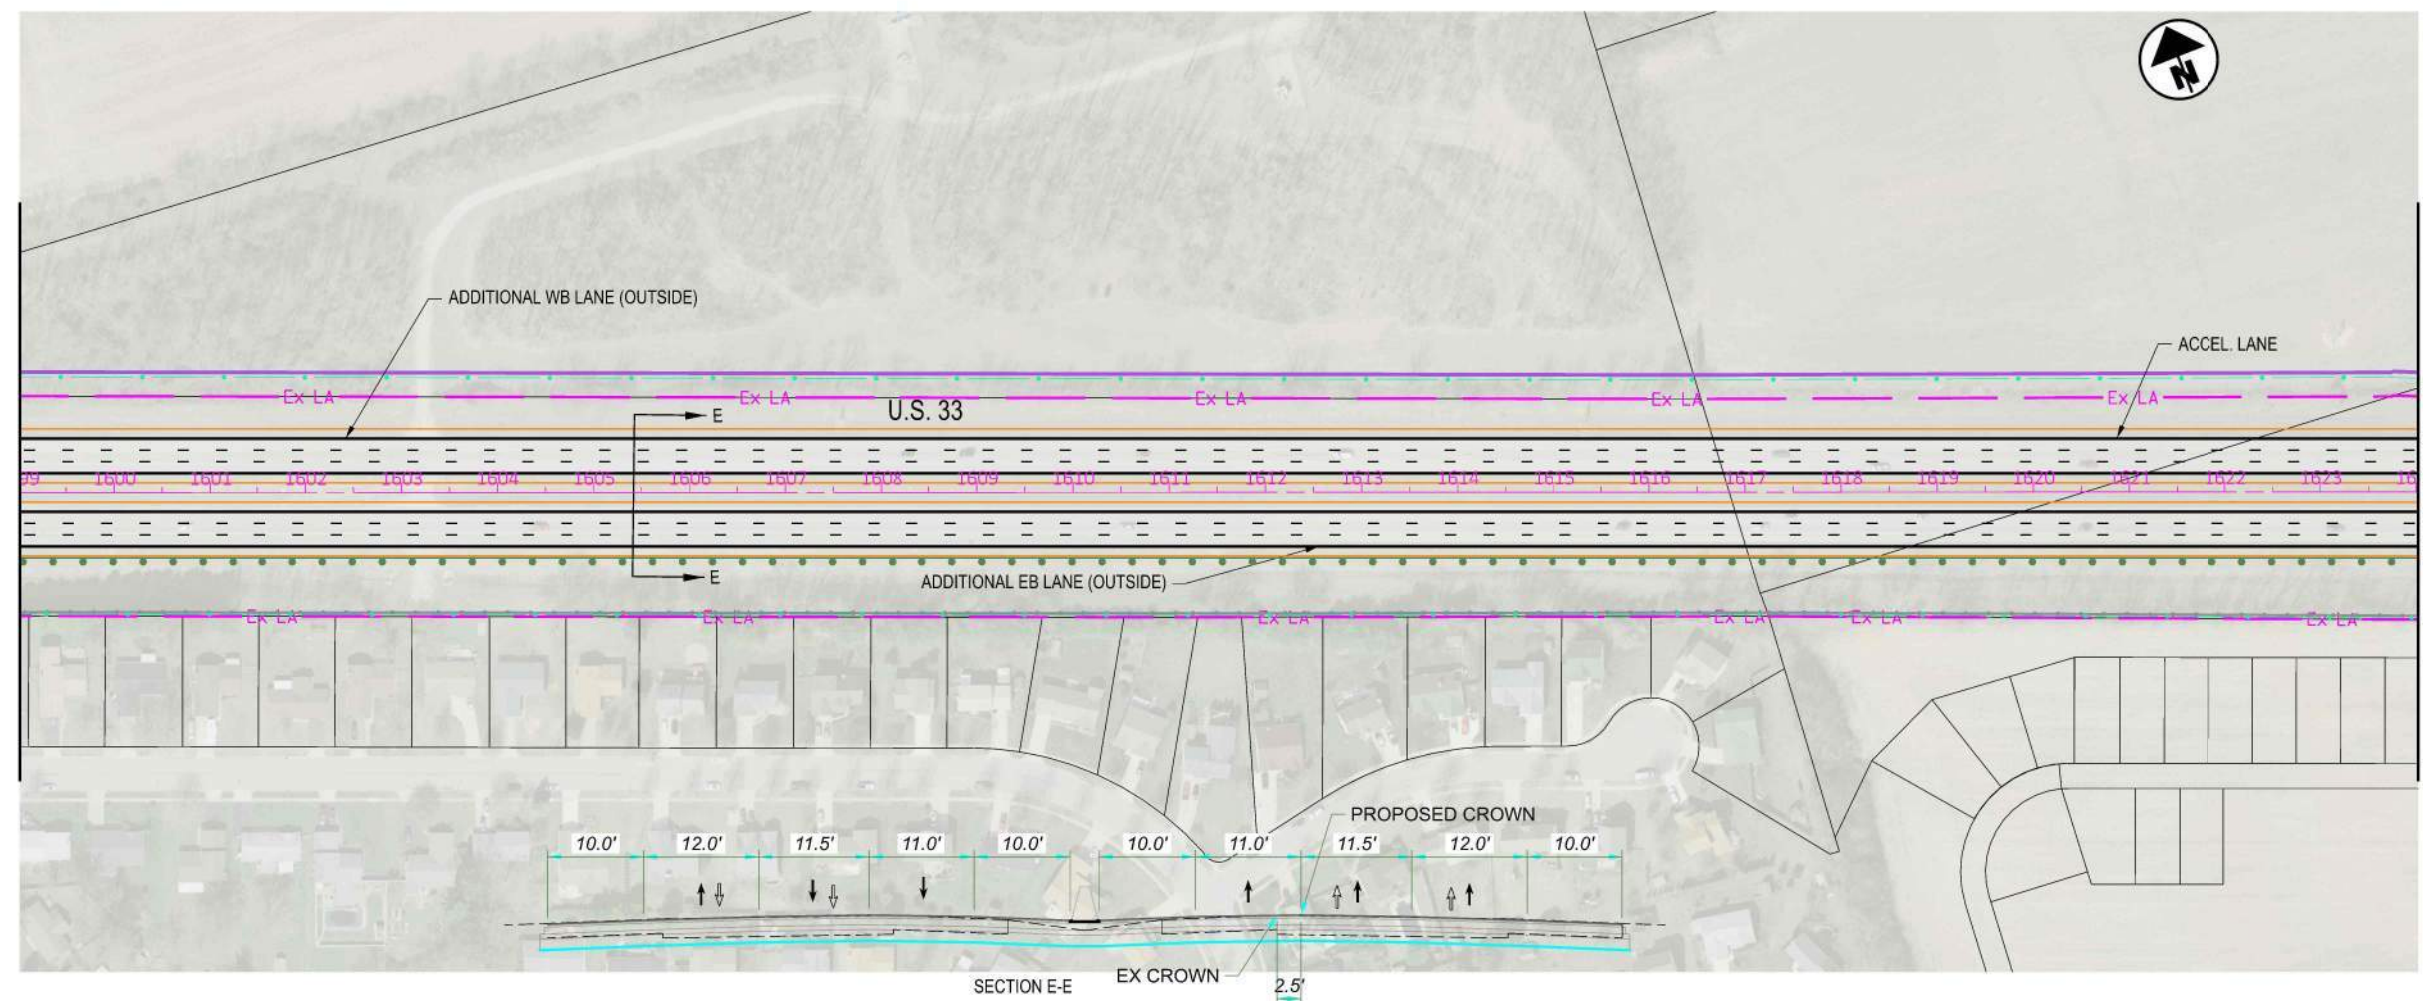 N
ADDITIONAL WB LANE (OUTSIDE)
ACCEL. LANE
Ex LA Ex LA Ex LA Ex LA Ex LA
E U.S. 33
99 1600 1601 1602 1603 1604 1605 1606 1607 1608 1609 1610 1611 1612 1613 1614 1615 1616 1617 1618 1619 1620 1621 1622 1623 16
E
ADDITIONAL EB LANE (OUTSIDE)
Ex LA Ex LA Ex LA Ex LA Ex LA Ex LA
PROPOSED CROWN
10.0' 12.0' 11.5' 11.0' 10.0' 10.0' 11.0' 11.5' 12.0' 10.0'
EX CROWN
SECTION E-E
2.5'